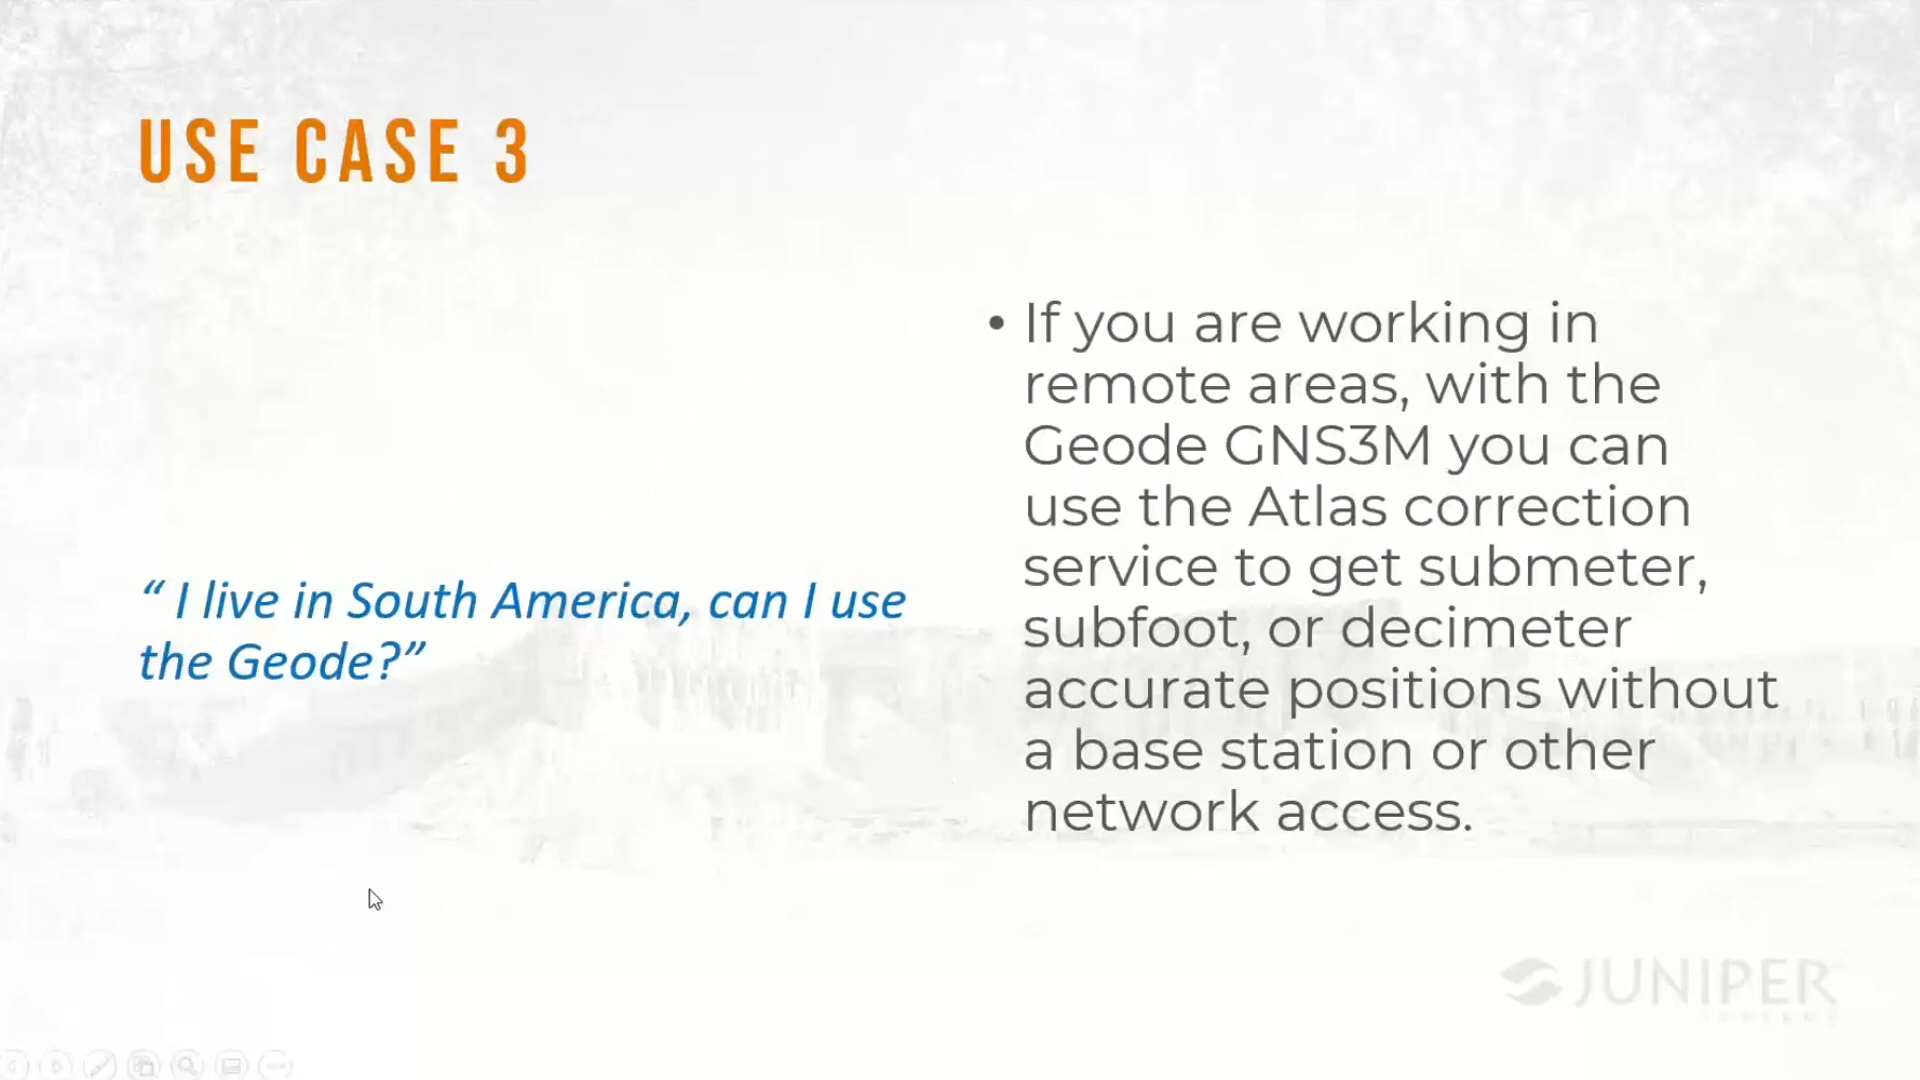 USE CASE 3
“ I live in South America, can I use
the Geode?”
• If you are working in
remote areas, with the
Geode GNS3M you can
use the Atlas correction
service to get submeter,
subfoot, or decimeter
accurate positions without
a base station or other
network access.
JUNIPER
SYSTEMS